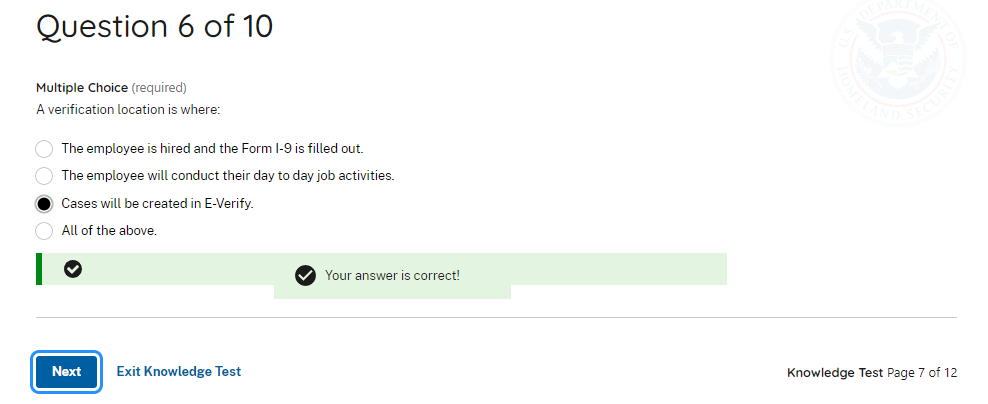 Question 6 of 10
U.S. DEPARTMENT OF HOMELAND SECURITY
Multiple Choice (required)
A verification location is where:
The employee is hired and the Form I-9 is filled out.
The employee will conduct their day to day job activities.
Cases will be created in E-Verify.
All of the above.
Your answer is correct!
Next
Exit Knowledge Test
Knowledge Test Page 7 of 12